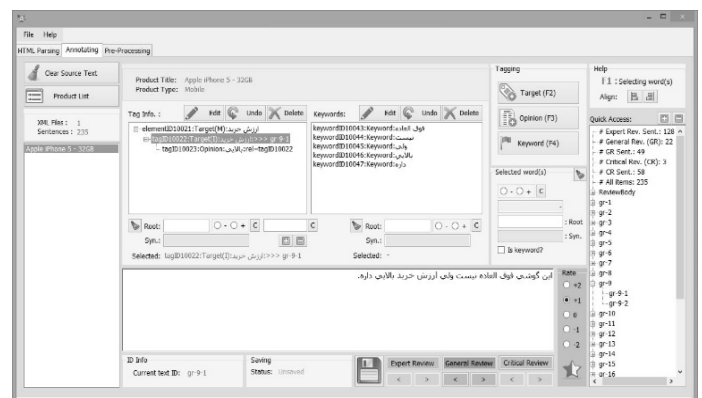 File Help
HTML Parsing Annotating Pre-Processing
Clear Source Text
Product List
XML Files : 1
Sentences : 235
Apple iPhone 5 - 32GB
Product Title: Apple iPhone 5 - 32GB
Product Type: Mobile
Tag Info. :
Edit Undo Delete
elementID10021:Target(M):ارزش خرید
tagID10022:Target(I):ارزش خرید:>>> gr-9-1
tagID10023:Opinion:بالایی:rel=tagID10022
Root: - + C C
Syn.:
Selected: tagID10022:Target(I):ارزش خرید:>>> gr-9-1
Keywords:
Edit Undo Delete
keywordID10043:Keyword:فوق العاده
keywordID10044:Keyword:نیست
keywordID10045:Keyword:ولی
keywordID10046:Keyword:بالایی
keywordID10047:Keyword:داره
Root: - + C
Syn.:
Selected: -
Tagging
Target (F2)
Opinion (F3)
Keyword (F4)
Selected word(s)
- + C
: Root
: Syn.
Is keyword?
Help
F1 : Selecting word(s)
Align:
Quick Access:
# Expert Rev. Sent.: 128
# General Rev. (GR): 22
# GR Sent.: 49
# Critical Rev. (CR): 3
# CR Sent.: 58
# All items: 235
ReviewBody
gr-1
gr-2
gr-3
gr-4
gr-5
gr-6
gr-7
gr-8
gr-9
gr-9-1
gr-9-2
gr-10
gr-11
gr-12
gr-13
gr-14
gr-15
gr-16
این گوشی فوق العاده نیست ولی ارزش خرید بالایی داره.
Rate
+2
+1
0
-1
-2
ID Info
Current text ID: gr-9-1
Saving
Status: Unsaved
Expert Review General Review Critical Review
< > < > < >